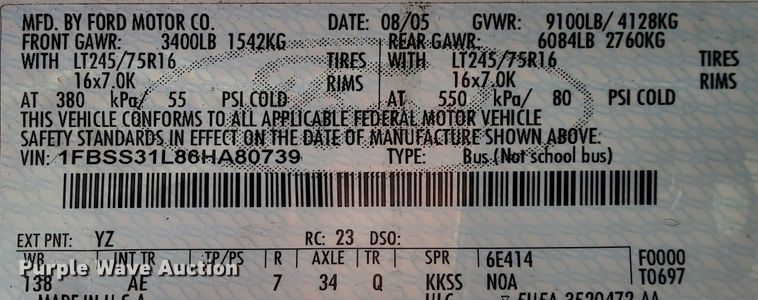 MFD. BY FORD MOTOR CO. DATE: 08/05 GVWR: 9100LB/ 4128KG
FRONT GAWR: 3400LB 1542KG REAR GAWR: 6084LB 2760KG
WITH LT245/75R16 TIRES WITH LT245/75R16 TIRES
16x7.0K RIMS 16x7.0K RIMS
AT 380 kPa/ 55 PSI COLD AT 550 kPa/ 80 PSI COLD
THIS VEHICLE CONFORMS TO ALL APPLICABLE FEDERAL MOTOR VEHICLE
SAFETY STANDARDS IN EFFECT ON THE DATE OF MANUFACTURE SHOWN ABOVE.
VIN: 1FBSS31L86HA80739 TYPE: Bus (Not school bus)
EXT PNT: YZ RC: 23 DSO:
WB INT TR TP/PS R AXLE TR SPR 6E414 F0000
138 AE 7 34 Q KKSS NOA T0697
Purple Wave Auction
MADE IN U.S.A.